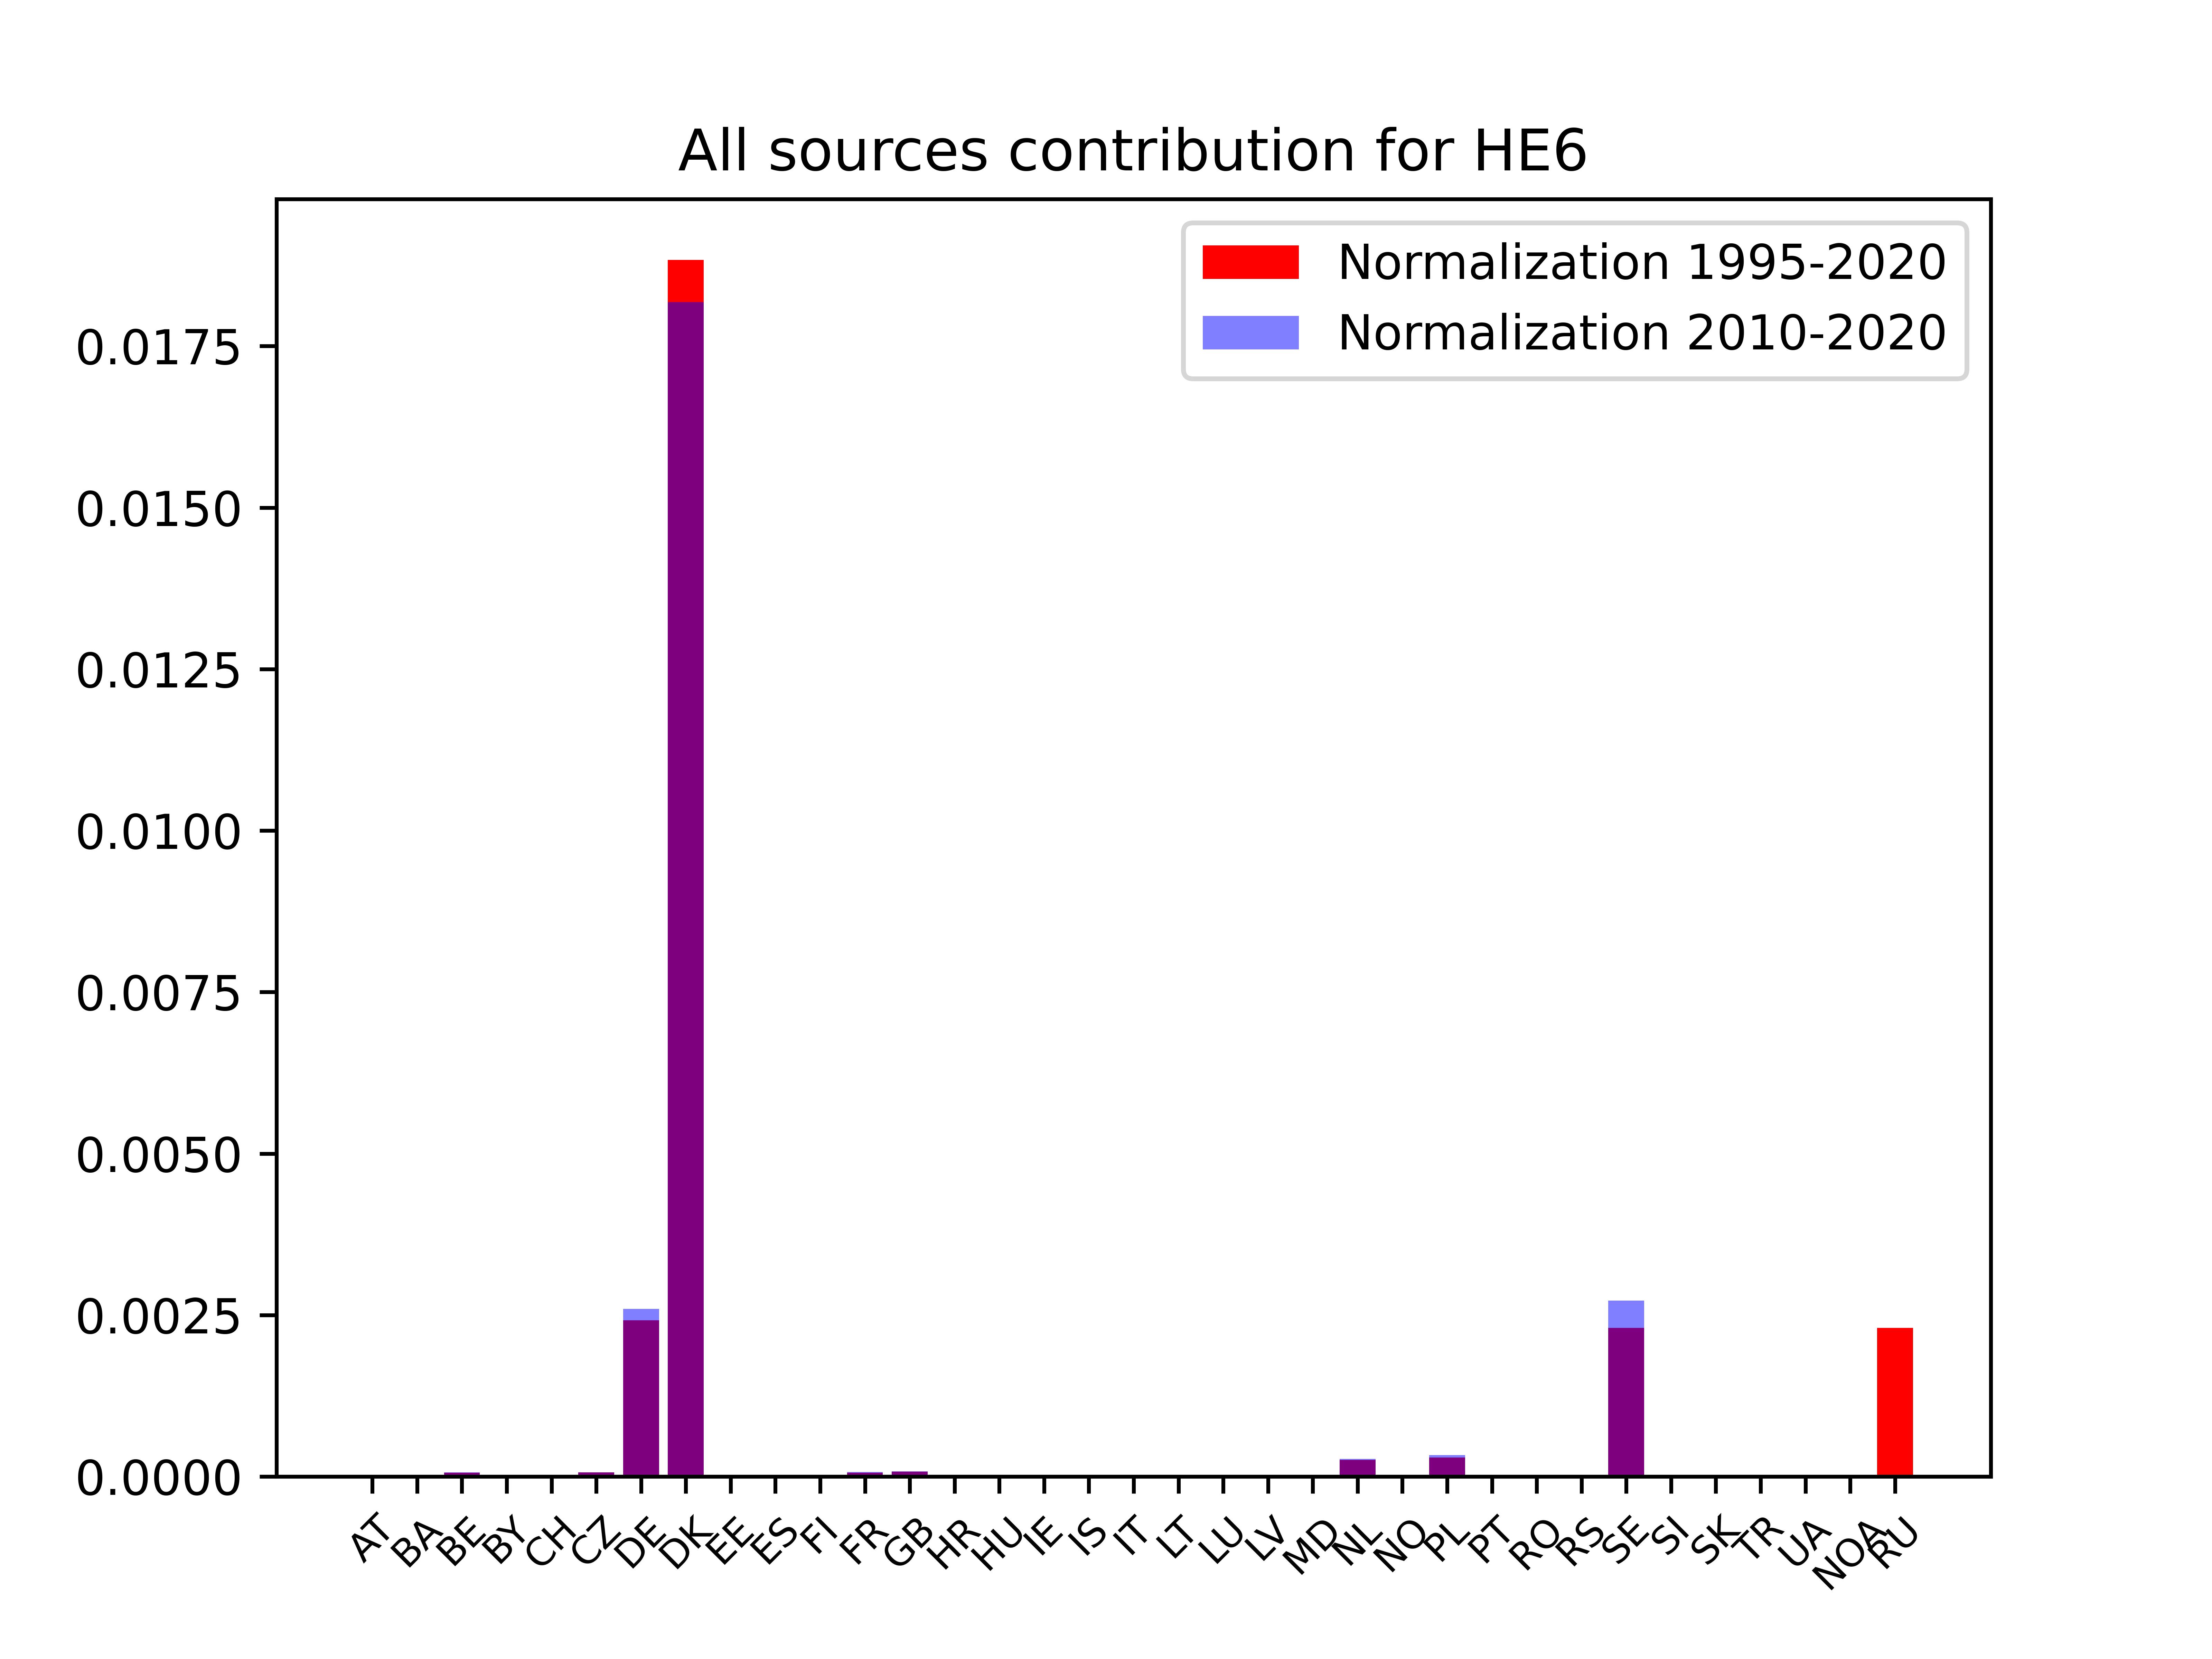 All sources contribution for HE6
Normalization 1995-2020
Normalization 2010-2020
0.0175
0.0150
0.0125
0.0100
0.0075
0.0050
0.0025
0.0000
AT
BA
BE
BY
CH
CZ
DE
DK
EE
ES
FI
FR
GB
HR
HU
IE
IS
IT
LT
LU
LV
MD
NL
NO
PL
PT
RO
RS
SE
SI
SK
TR
UA
NOA
RU